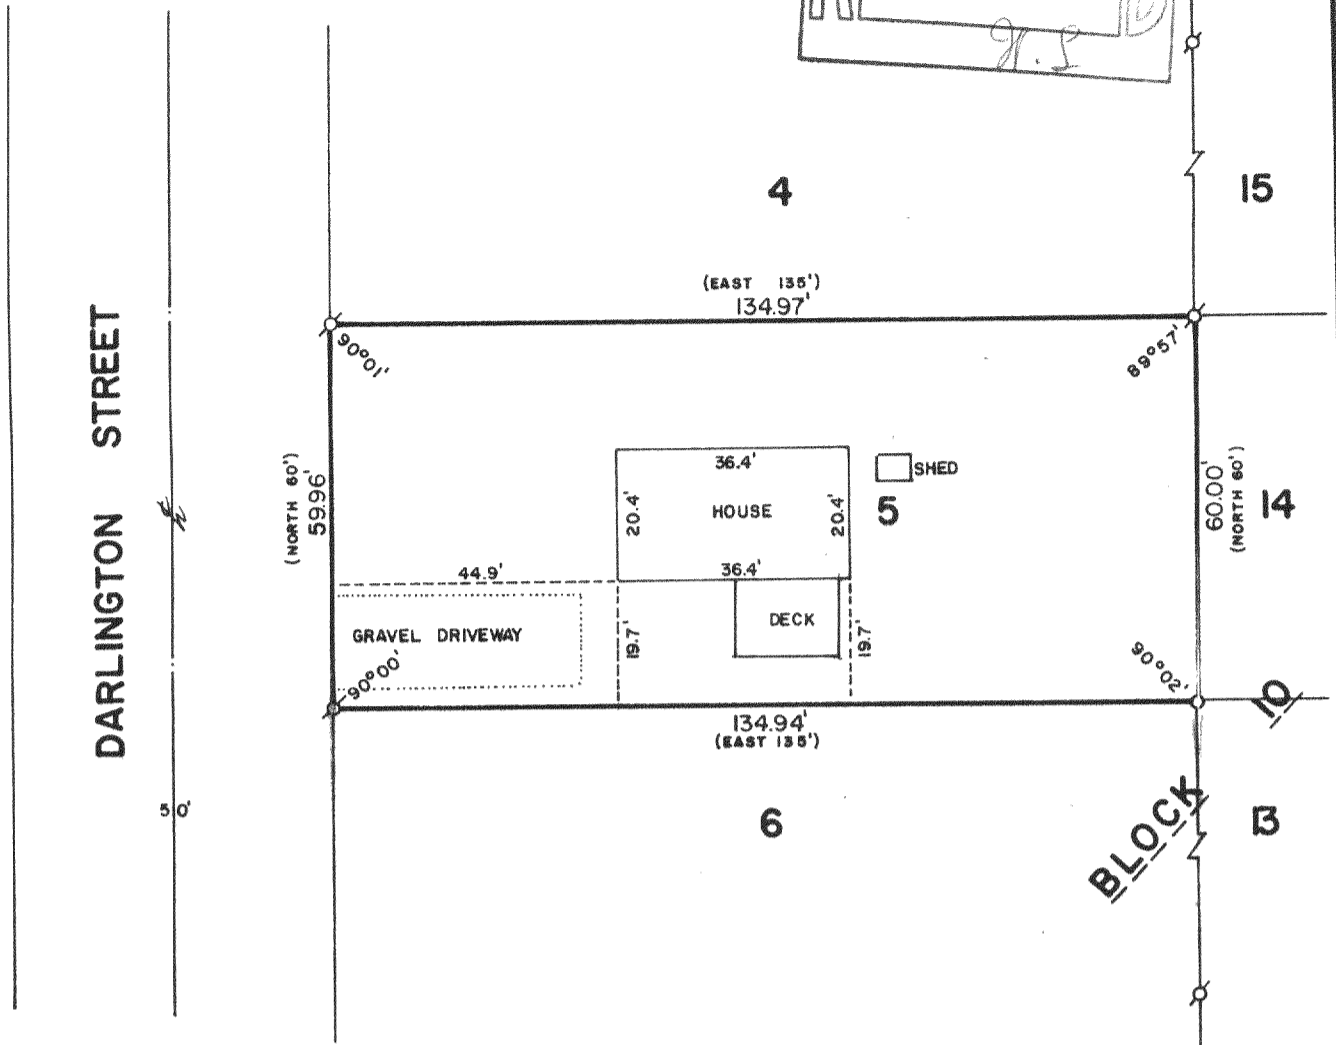 H. L
4
15
(EAST 135')
134.97'
90°01'
89°57'
DARLINGTON STREET
(NORTH 60')
59.96'
36.4'
20.4'
HOUSE
20.4'
SHED
5
60.00'
(NORTH 60')
14
44.9'
36.4'
GRAVEL DRIVEWAY
19.7'
DECK
19.7'
90°00'
90°02'
134.94'
(EAST 135')
50'
6
BLOCK 10
13